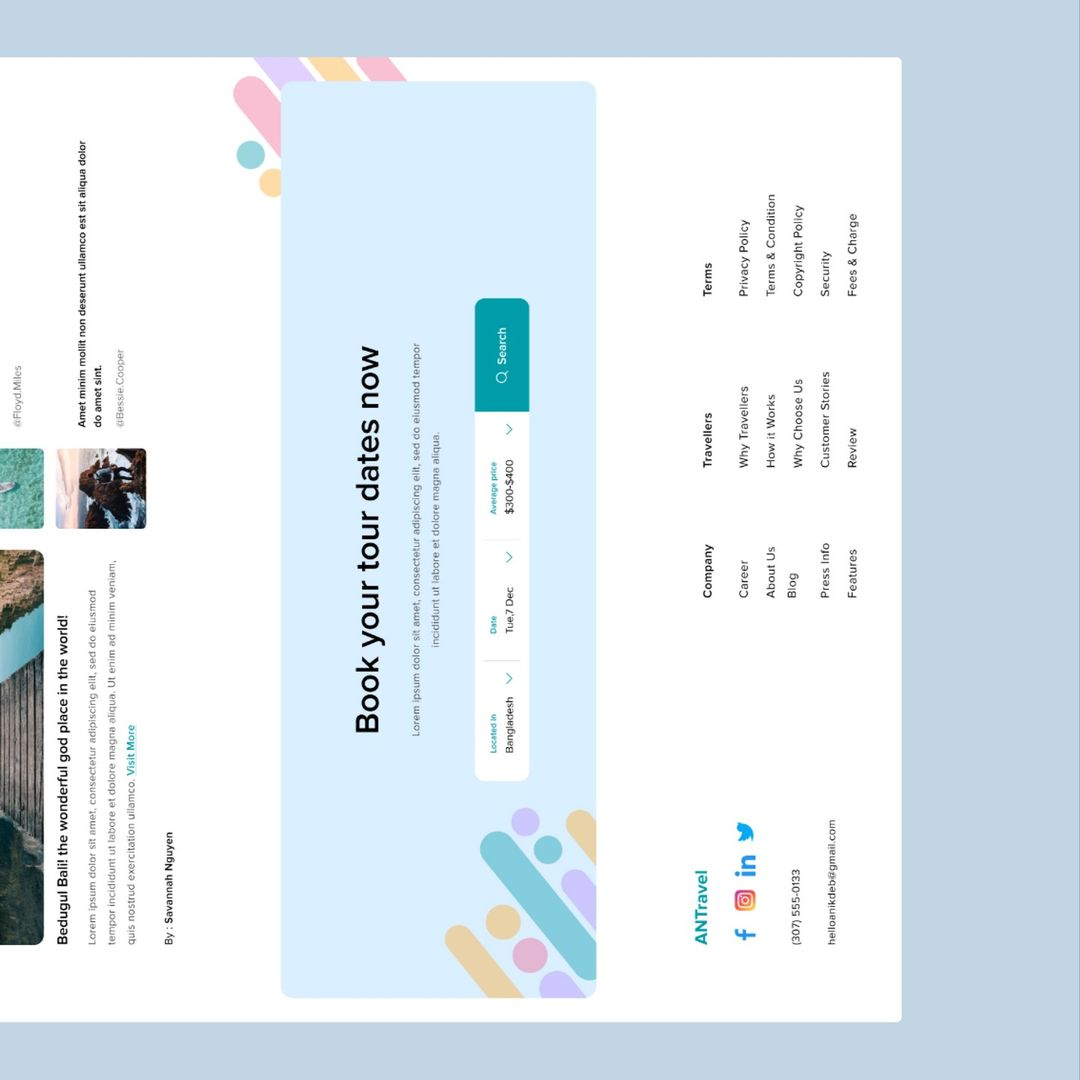 @Floyd.Miles
Amet minim mollit non deserunt ullamco est sit aliqua dolor
do amet sint.
@Bessie.Cooper
Bedugul Bali! the wonderful god place in the world!
Lorem ipsum dolor sit amet, consectetur adipiscing elit, sed do eiusmod
tempor incididunt ut labore et dolore magna aliqua. Ut enim ad minim veniam,
quis nostrud exercitation ullamco. Visit More
By : Savannah Nguyen
Book your tour dates now
Lorem ipsum dolor sit amet, consectetur adipiscing elit, sed do eiusmod tempor
incididunt ut labore et dolore magna aliqua.
Located In
Bangladesh
Date
Tue,7 Dec
Average price
$300-$400
Search
ANTravel
(307) 555-0133
helloanikdeb@gmail.com
Company
Career
About Us
Blog
Press Info
Features
Travellers
Why Travellers
How it Works
Why Choose Us
Customer Stories
Review
Terms
Privacy Policy
Terms & Condition
Copyright Policy
Security
Fees & Charge